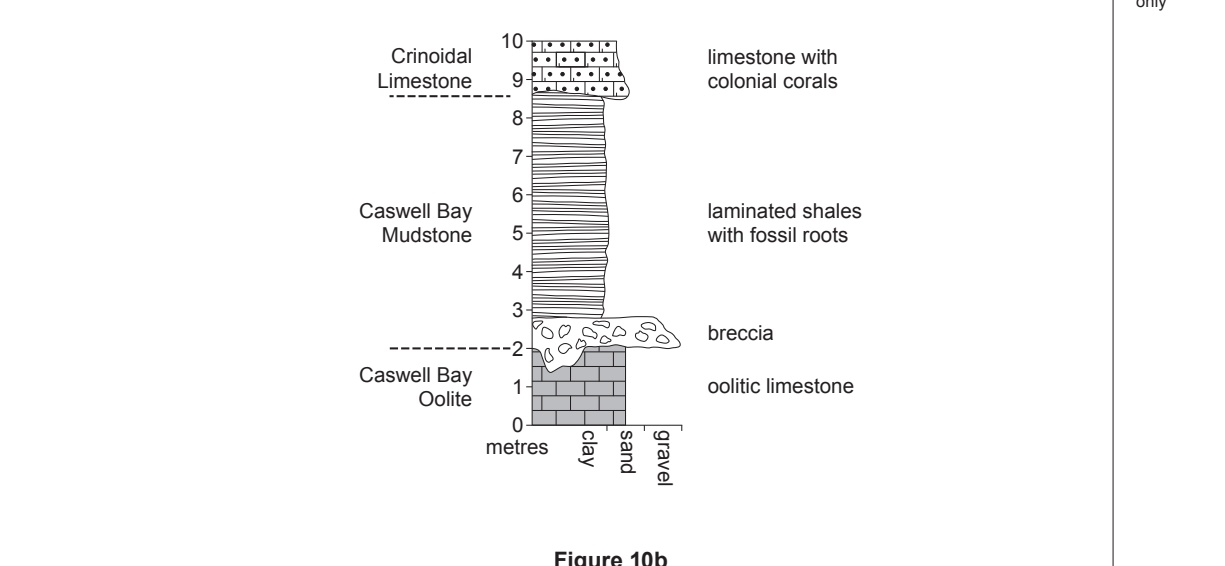 only
Crinoidal
Limestone
10
9
8
7
6
5
4
3
2
1
0
limestone with
colonial corals
Caswell Bay
Mudstone
laminated shales
with fossil roots
breccia
Caswell Bay
Oolite
oolitic limestone
metres
clay
sand
gravel
Figure 10b